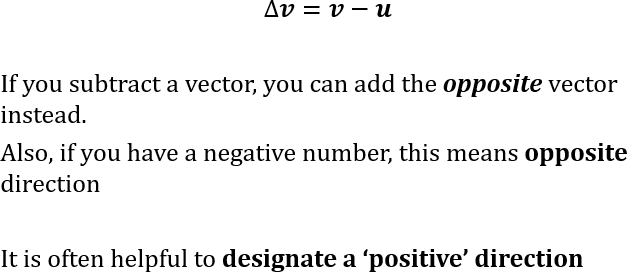 Δv = v − u
If you subtract a vector, you can add the opposite vector
instead.
Also, if you have a negative number, this means opposite
direction
It is often helpful to designate a ‘positive’ direction